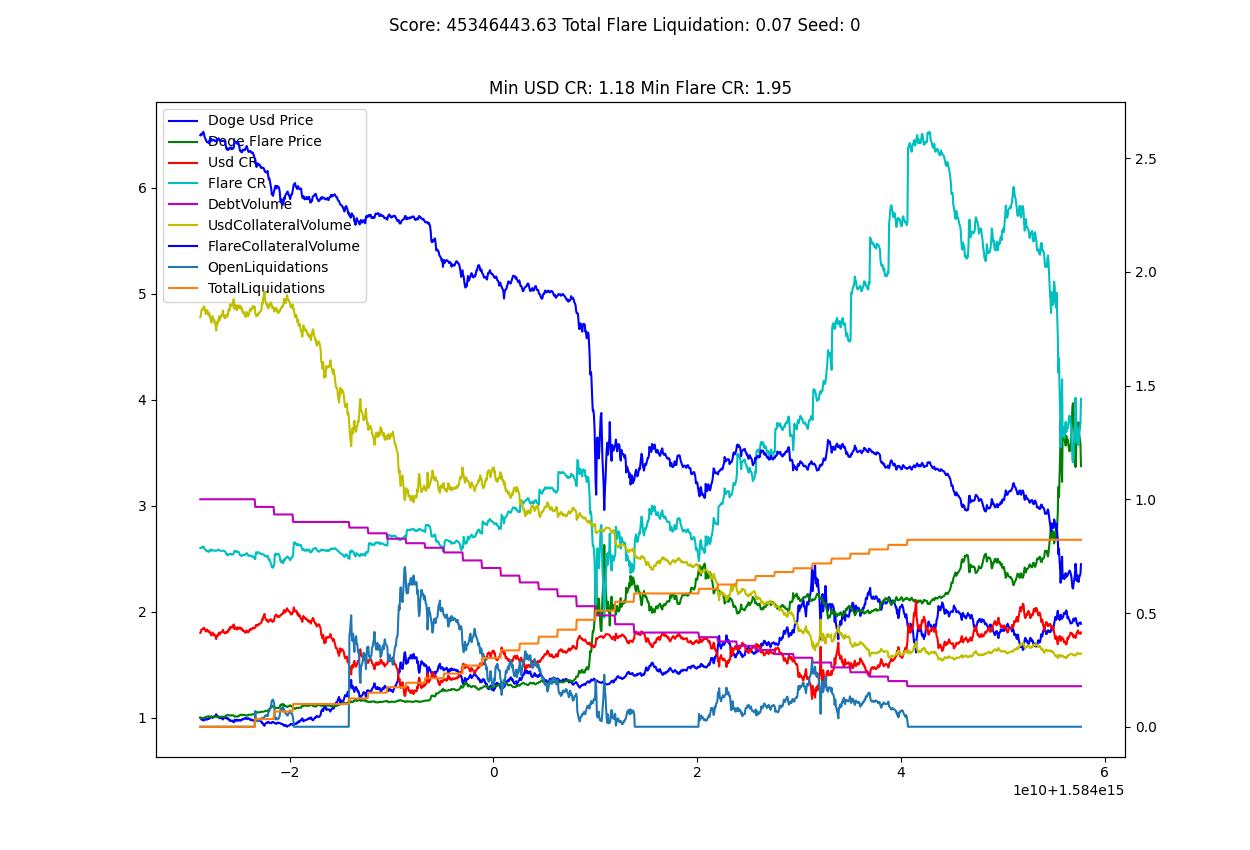 Score: 45346443.63 Total Flare Liquidation: 0.07 Seed: 0
Min USD CR: 1.18 Min Flare CR: 1.95
Doge Usd Price
Doge Flare Price
Usd CR
Flare CR
DebtVolume
UsdCollateralVolume
FlareCollateralVolume
OpenLiquidations
TotalLiquidations
6
5
4
3
2
1
2.5
2.0
1.5
1.0
0.5
0.0
−2
0
2
4
6
1e10+1.584e15